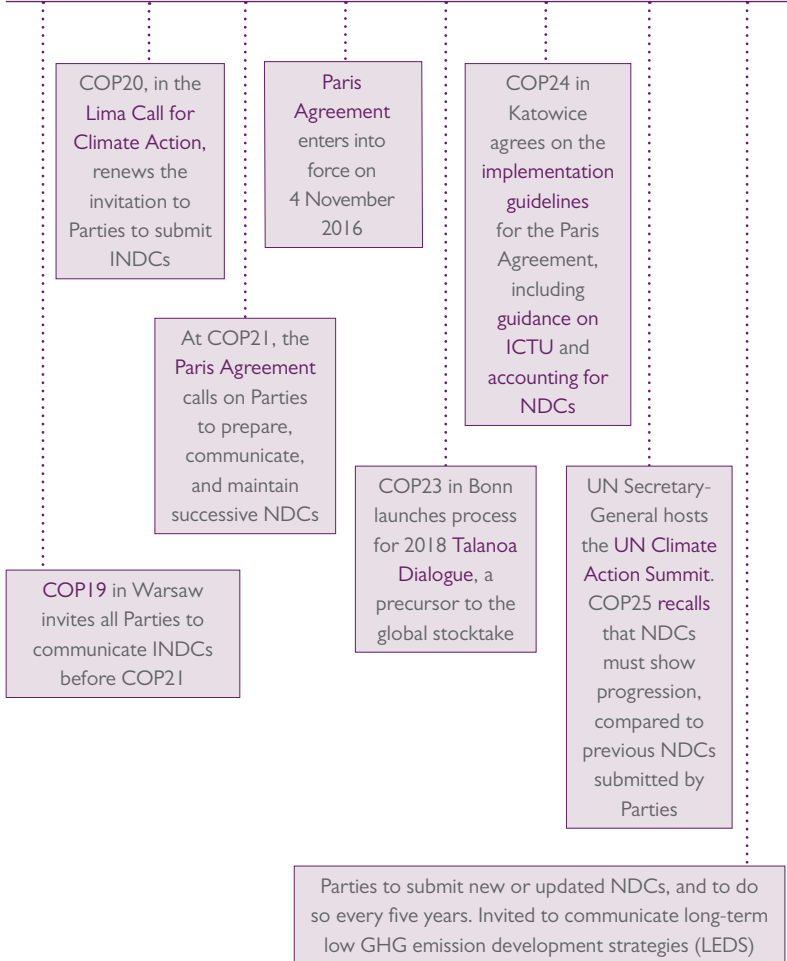 COP20, in the
Lima Call for
Climate Action,
renews the
invitation to
Parties to submit
INDCs
Paris
Agreement
enters into
force on
4 November
2016
COP24 in
Katowice
agrees on the
implementation
guidelines
for the Paris
Agreement,
including
guidance on
ICTU and
accounting for
NDCs
At COP21, the
Paris Agreement
calls on Parties
to prepare,
communicate,
and maintain
successive NDCs
COP23 in Bonn
launches process
for 2018 Talanoa
Dialogue, a
precursor to the
global stocktake
UN Secretary-
General hosts
the UN Climate
Action Summit.
COP25 recalls
that NDCs
must show
progression,
compared to
previous NDCs
submitted by
Parties
COP19 in Warsaw
invites all Parties to
communicate INDCs
before COP21
Parties to submit new or updated NDCs, and to do
so every five years. Invited to communicate long-term
low GHG emission development strategies (LEDS)